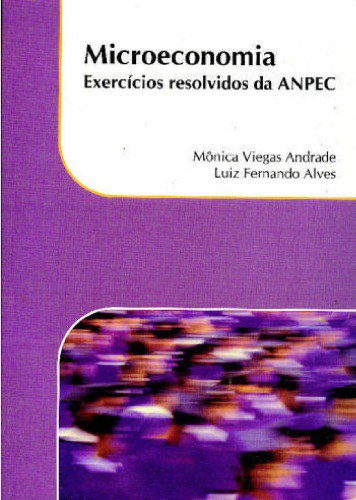 Microeconomia
Exercícios resolvidos da ANPEC
Mônica Viegas Andrade
Luiz Fernando Alves